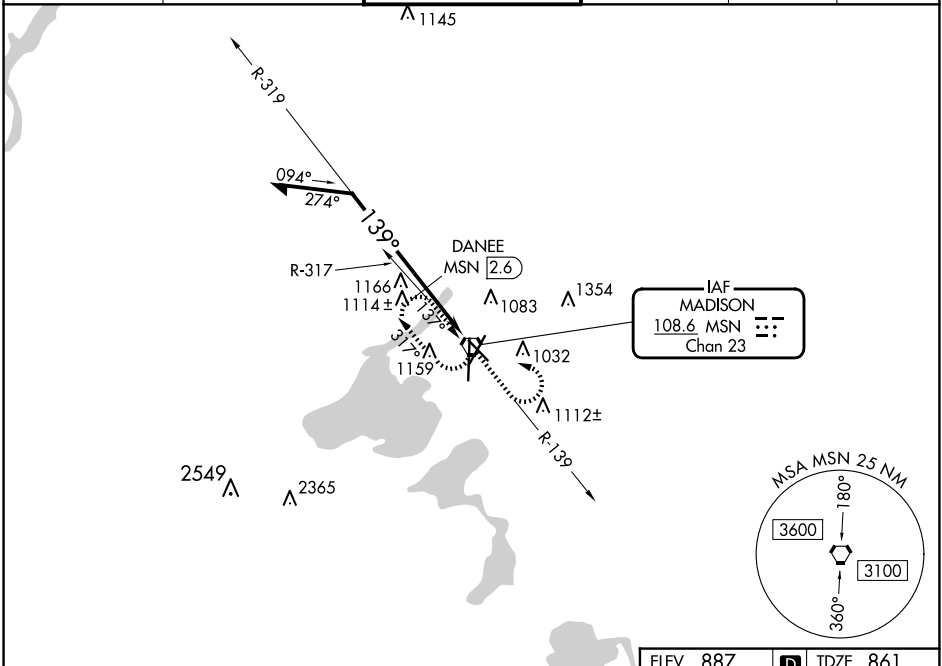 1145
R-319
094°
274°
139°
DANEE
MSN 2.6
R-317
1166
1114±
137°
1083
1354
IAF
MADISON
108.6 MSN
Chan 23
317°
1159
1032
1112±
R-139
2549
2365
MSA MSN 25 NM
180°
3600
3100
360°
ELEV 887
D
TDZE 861